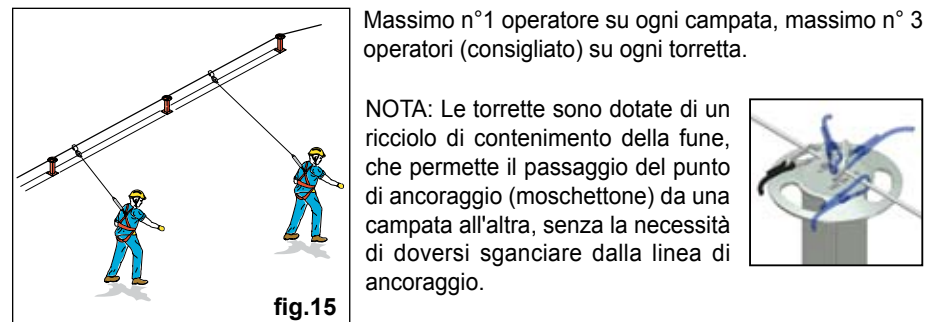 Massimo n°1 operatore su ogni campata, massimo n° 3
operatori (consigliato) su ogni torretta.
NOTA: Le torrette sono dotate di un
ricciolo di contenimento della fune,
che permette il passaggio del punto
di ancoraggio (moschettone) da una
campata all'altra, senza la necessità
di doversi sganciare dalla linea di
ancoraggio.
fig.15